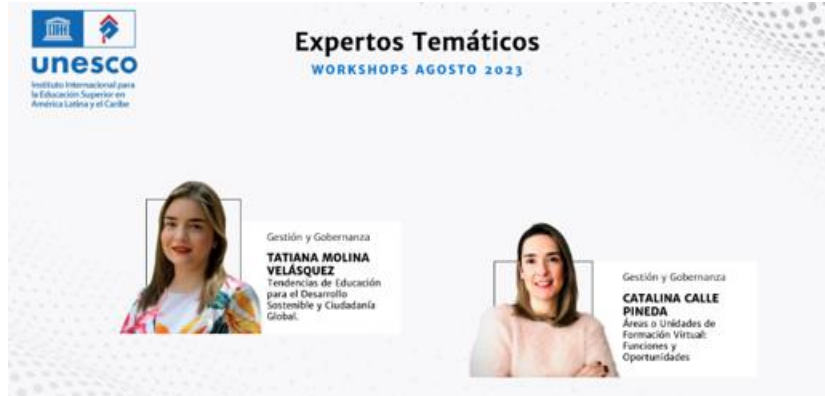 unesco
Instituto Internacional para
la Educación Superior en
América Latina y el Caribe
Expertos Temáticos
WORKSHOPS AGOSTO 2023
Gestión y Gobernanza
TATIANA MOLINA
VELÁSQUEZ
Tendencias de Educación
para el Desarrollo
Sostenible y Ciudadanía
Global.
Gestión y Gobernanza
CATALINA CALLE
PINEDA
Áreas o Unidades de
Formación Virtual:
Funciones y
Oportunidades